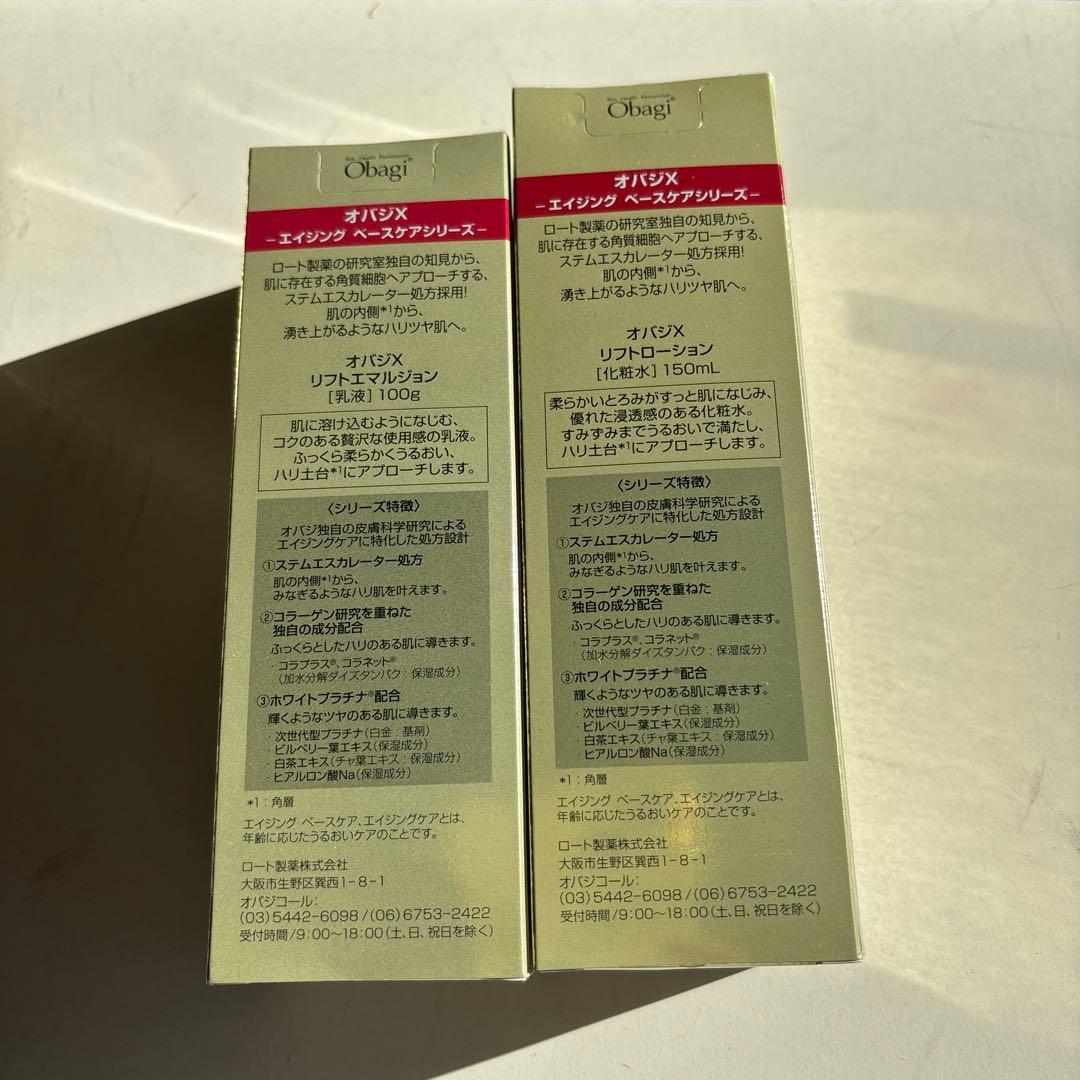 Skin Health Restoration
Obagi®
オバジX
−エイジング ベースケアシリーズ−
ロート製薬の研究室独自の知見から、
肌に存在する角質細胞へアプローチする、
ステムエスカレーター処方採用!
肌の内側*1から、
湧き上がるようなハリツヤ肌へ。
オバジX
リフトエマルジョン
[乳液] 100g
肌に溶け込むようになじむ、
コクのある贅沢な使用感の乳液。
ふっくら柔らかくうるおい、
ハリ土台*1にアプローチします。
〈シリーズ特徴〉
オバジ独自の皮膚科学研究による
エイジングケアに特化した処方設計
①ステムエスカレーター処方
肌の内側*1から、
みなぎるようなハリ肌を叶えます。
②コラーゲン研究を重ねた
独自の成分配合
ふっくらとしたハリのある肌に導きます。
・コラプラス®、コラネット®
(加水分解ダイズタンパク:保湿成分)
③ホワイトプラチナ®配合
輝くようなツヤのある肌に導きます。
・次世代型プラチナ(白金:基剤)
・ビルベリー葉エキス(保湿成分)
・白茶エキス(チャ葉エキス:保湿成分)
・ヒアルロン酸Na(保湿成分)
*1:角層
エイジング ベースケア、エイジングケアとは、
年齢に応じたうるおいケアのことです。
ロート製薬株式会社
大阪市生野区巽西1-8-1
オバジコール:
(03)5442-6098/(06)6753-2422
受付時間/9:00〜18:00(土、日、祝日を除く)
Skin Health Restoration
Obagi®
オバジX
−エイジング ベースケアシリーズ−
ロート製薬の研究室独自の知見から、
肌に存在する角質細胞へアプローチする、
ステムエスカレーター処方採用!
肌の内側*1から、
湧き上がるようなハリツヤ肌へ。
オバジX
リフトローション
[化粧水] 150mL
柔らかいとろみがすっと肌になじみ、
優れた浸透感のある化粧水。
すみずみまでうるおいで満たし、
ハリ土台*1にアプローチします。
〈シリーズ特徴〉
オバジ独自の皮膚科学研究による
エイジングケアに特化した処方設計
①ステムエスカレーター処方
肌の内側*1から、
みなぎるようなハリ肌を叶えます。
②コラーゲン研究を重ねた
独自の成分配合
ふっくらとしたハリのある肌に導きます。
・コラプラス®、コラネット®
(加水分解ダイズタンパク:保湿成分)
③ホワイトプラチナ®配合
輝くようなツヤのある肌に導きます。
・次世代型プラチナ(白金:基剤)
・ビルベリー葉エキス(保湿成分)
・白茶エキス(チャ葉エキス:保湿成分)
・ヒアルロン酸Na(保湿成分)
*1:角層
エイジング ベースケア、エイジングケアとは、
年齢に応じたうるおいケアのことです。
ロート製薬株式会社
大阪市生野区巽西1-8-1
オバジコール:
(03)5442-6098/(06)6753-2422
受付時間/9:00〜18:00(土、日、祝日を除く)